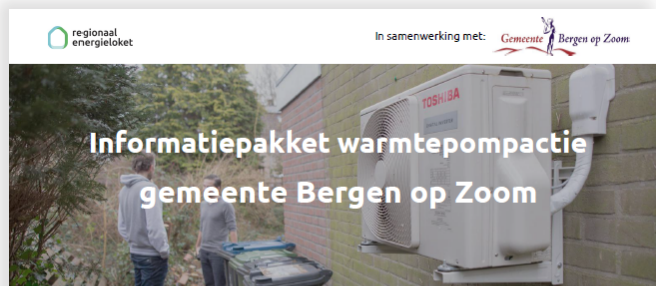 regionaal
energieloket
In samenwerking met:
Gemeente Bergen op Zoom
TOSHIBA
Informatiepakket warmtepompactie
gemeente Bergen op Zoom